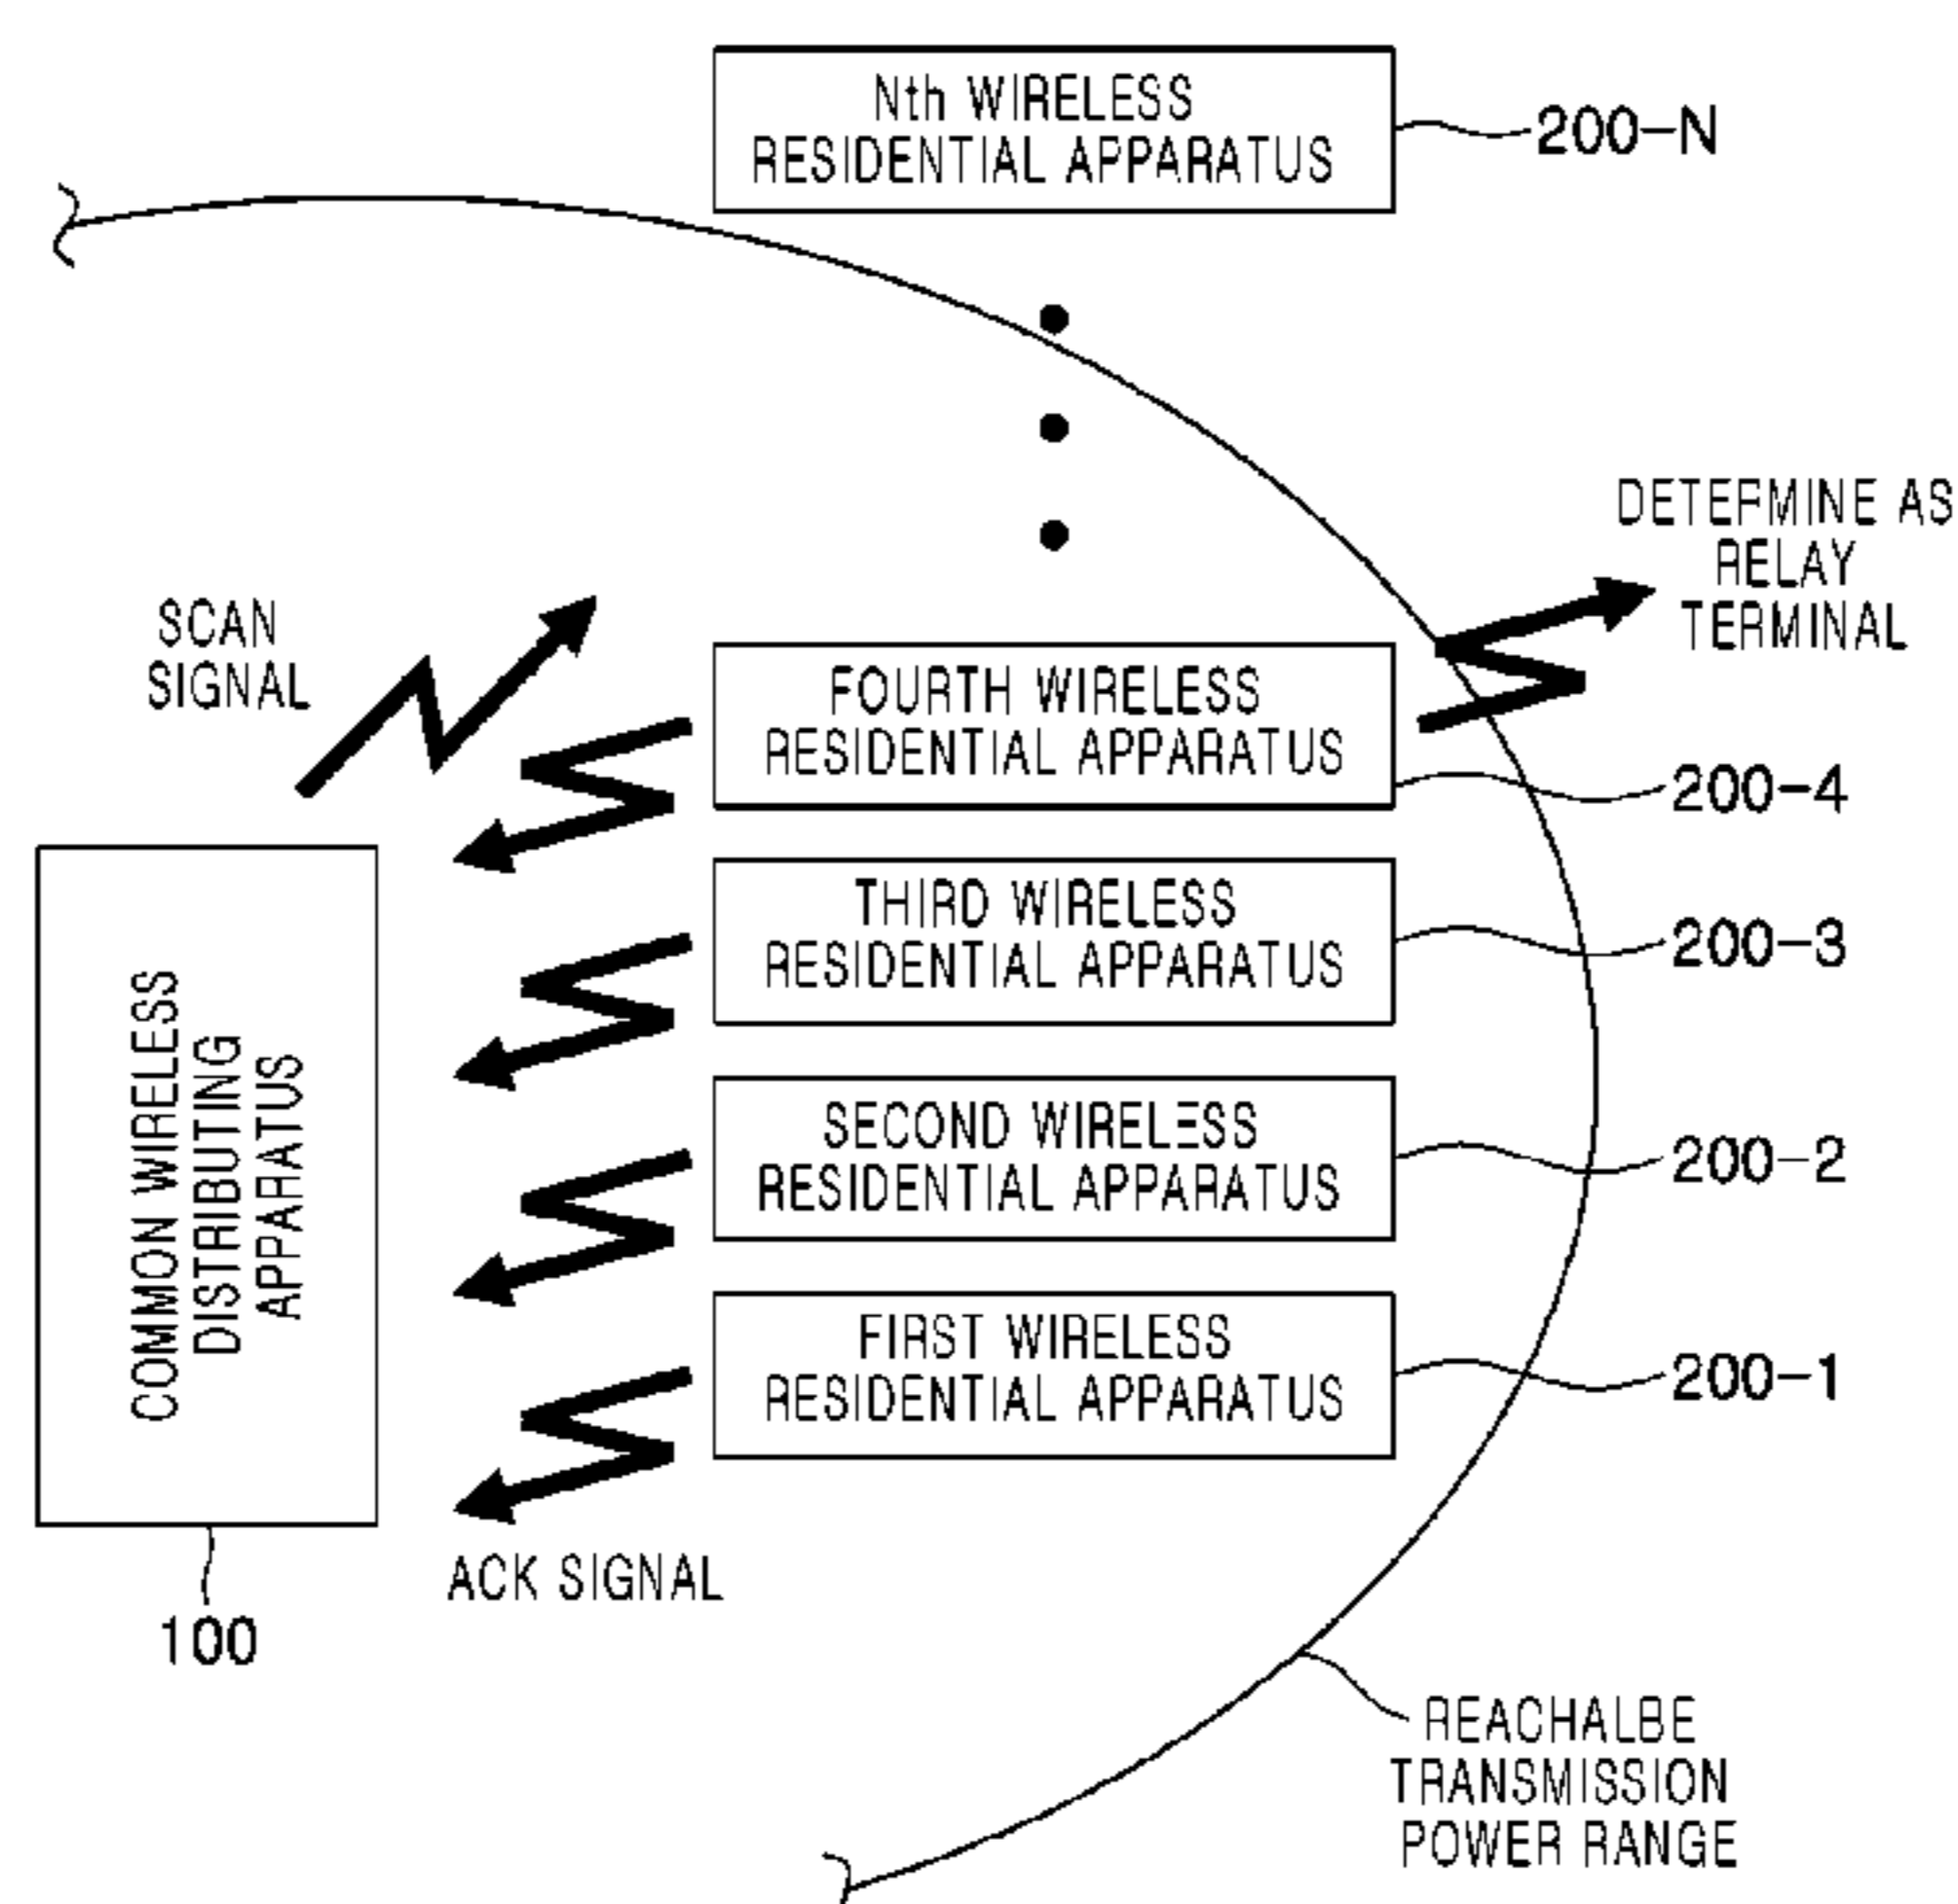 Nth WIRELESS
RESIDENTIAL APPARATUS
200-N
DETERMINE AS
RELAY
TERMINAL
SCAN
SIGNAL
FOURTH WIRELESS
RESIDENTIAL APPARATUS
200-4
THIRD WIRELESS
RESIDENTIAL APPARATUS
200-3
COMMON WIRELESS
DISTRIBUTING
APPARATUS
SECOND WIRELESS
RESIDENTIAL APPARATUS
200-2
FIRST WIRELESS
RESIDENTIAL APPARATUS
200-1
ACK SIGNAL
100
REACHALBE
TRANSMISSION
POWER RANGE